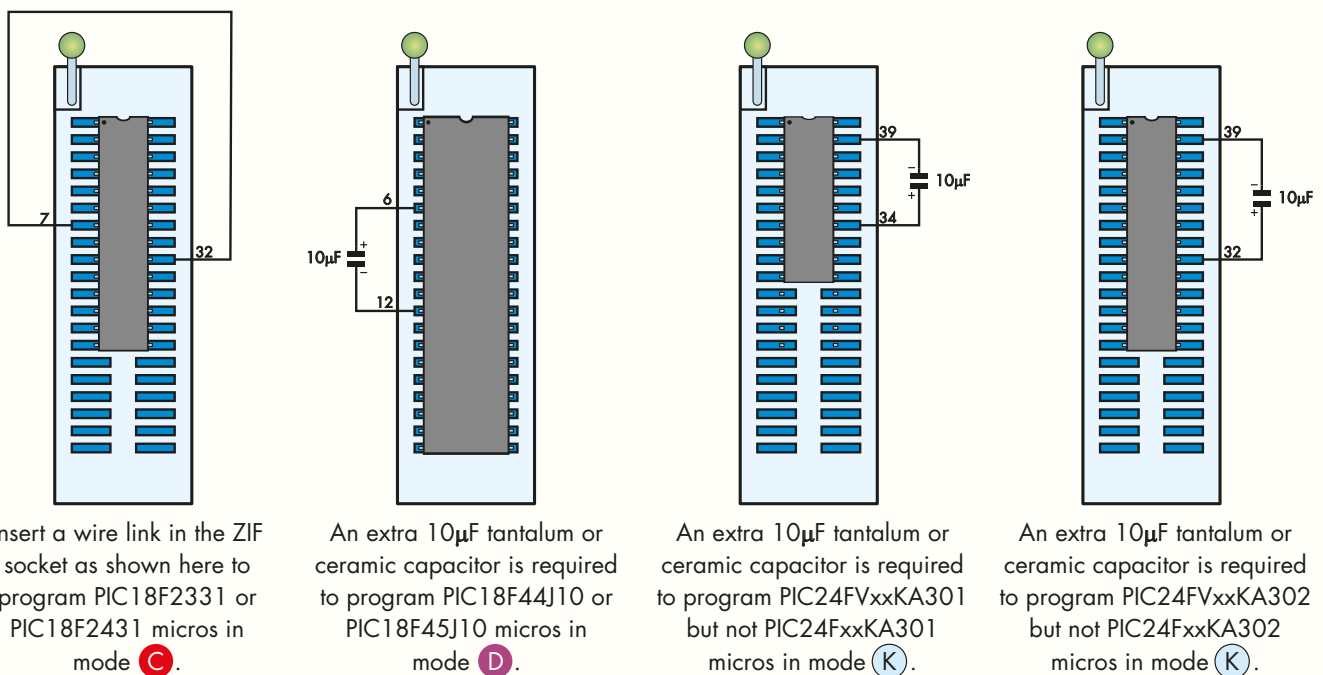 7
32
6
10µF
+
–
12
39
–
10µF
+
34
39
–
10µF
+
32
nsert a wire link in the ZIF
socket as shown here to
program PIC18F2331 or
PIC18F2431 micros in
mode C.
An extra 10µF tantalum or
ceramic capacitor is required
to program PIC18F44J10 or
PIC18F45J10 micros in
mode D.
An extra 10µF tantalum or
ceramic capacitor is required
to program PIC24FVxxKA301
but not PIC24FxxKA301
micros in mode K.
An extra 10µF tantalum or
ceramic capacitor is required
to program PIC24FVxxKA302
but not PIC24FxxKA302
micros in mode K.